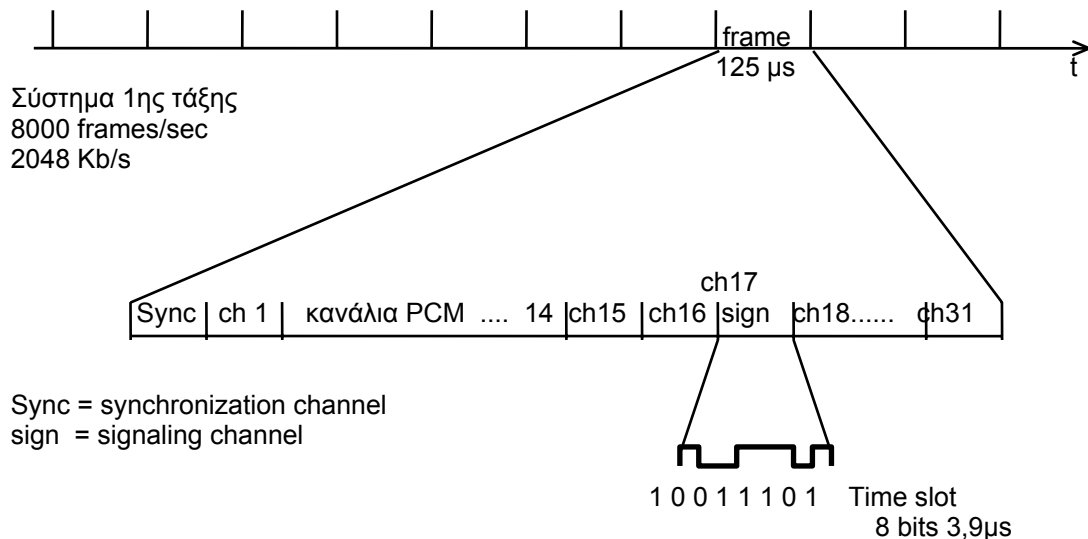 frame
125 μs
t
Σύστημα 1ης τάξης
8000 frames/sec
2048 Kb/s
ch17
Sync ch 1 κανάλια PCM .... 14 ch15 ch16 sign ch18...... ch31
Sync = synchronization channel
sign = signaling channel
1 0 0 1 1 1 0 1 Time slot
8 bits 3,9μs